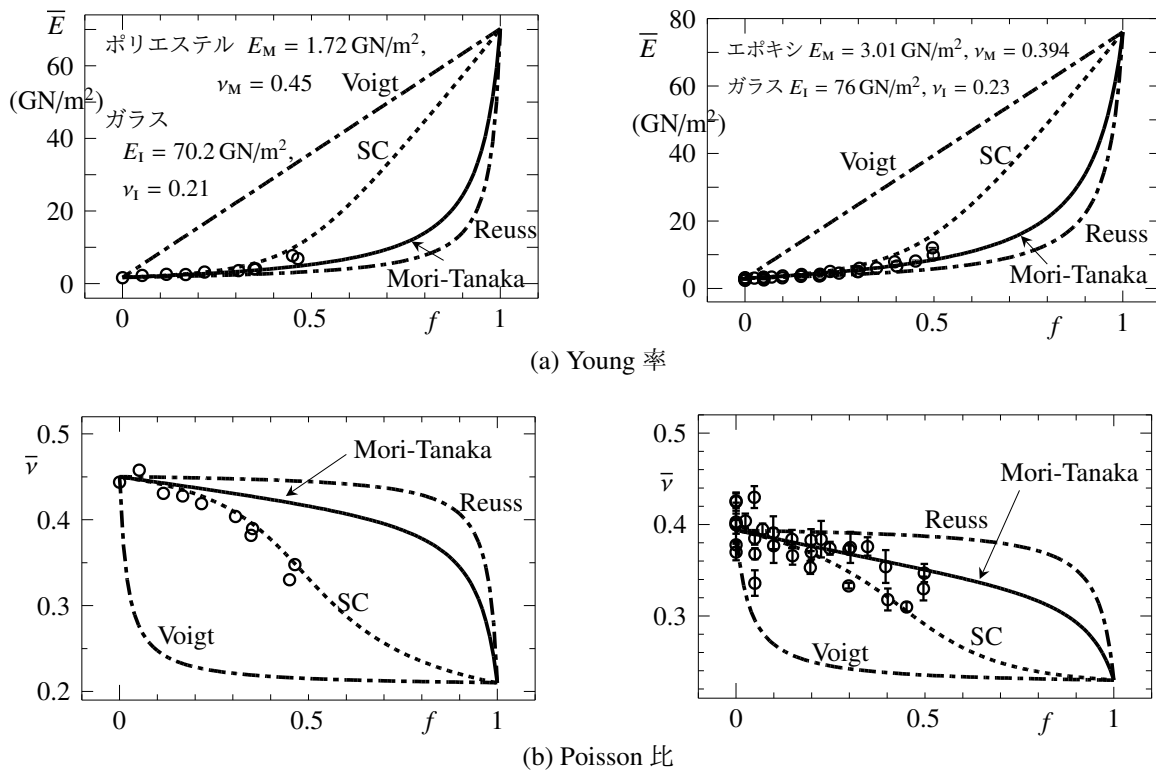 E̅
(GN/m²)
60
40
20
0
ポリエステル E_M = 1.72 GN/m²,
ν_M = 0.45
ガラス
E_I = 70.2 GN/m²,
ν_I = 0.21
Voigt
SC
Reuss
Mori-Tanaka
0
0.5
f
1
80
E̅
60
(GN/m²)
40
20
0
エポキシ E_M = 3.01 GN/m², ν_M = 0.394
ガラス E_I = 76 GN/m², ν_I = 0.23
Voigt
SC
Reuss
Mori-Tanaka
0
0.5
f
1
(a) Young 率
0.5
ν̅
0.4
0.3
0.2
Mori-Tanaka
Reuss
SC
Voigt
0
0.5
f
1
0.5
ν̅
0.4
0.3
Mori-Tanaka
Reuss
SC
Voigt
0
0.5
f
1
(b) Poisson 比